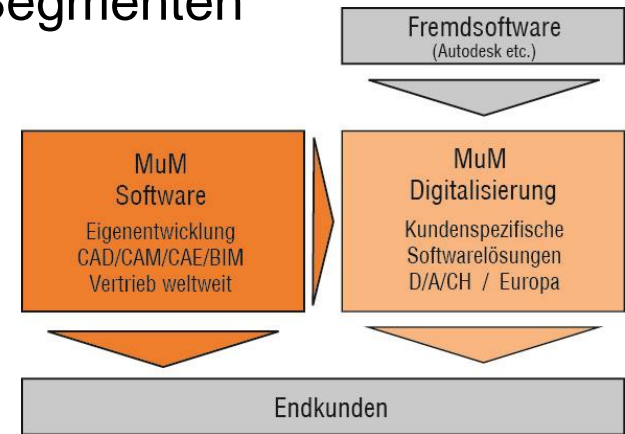 Segmenten
Fremdsoftware
(Autodesk etc.)
MuM
Software
Eigenentwicklung
CAD/CAM/CAE/BIM
Vertrieb weltweit
MuM
Digitalisierung
Kundenspezifische
Softwarelösungen
D/A/CH / Europa
Endkunden